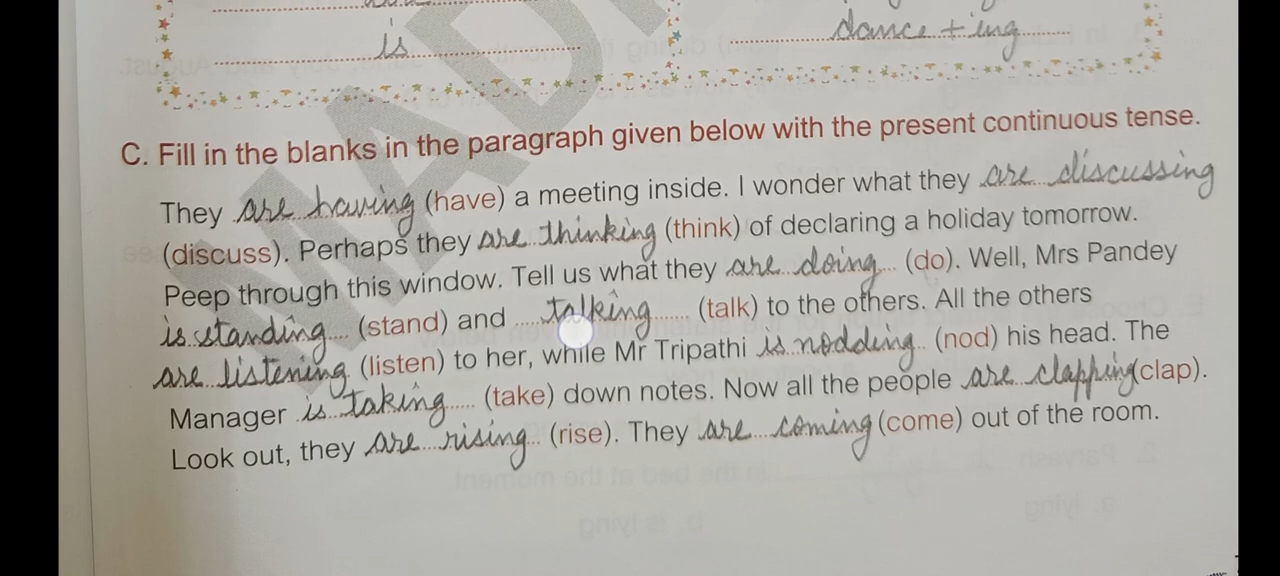 is
dance + ing
C. Fill in the blanks in the paragraph given below with the present continuous tense.
They are having (have) a meeting inside. I wonder what they are discussing
(discuss). Perhaps they are thinking (think) of declaring a holiday tomorrow.
Peep through this window. Tell us what they are doing (do). Well, Mrs Pandey
is standing (stand) and talking (talk) to the others. All the others
are listening (listen) to her, while Mr Tripathi is nodding (nod) his head. The
Manager is taking (take) down notes. Now all the people are clapping (clap).
Look out, they are rising (rise). They are coming (come) out of the room.